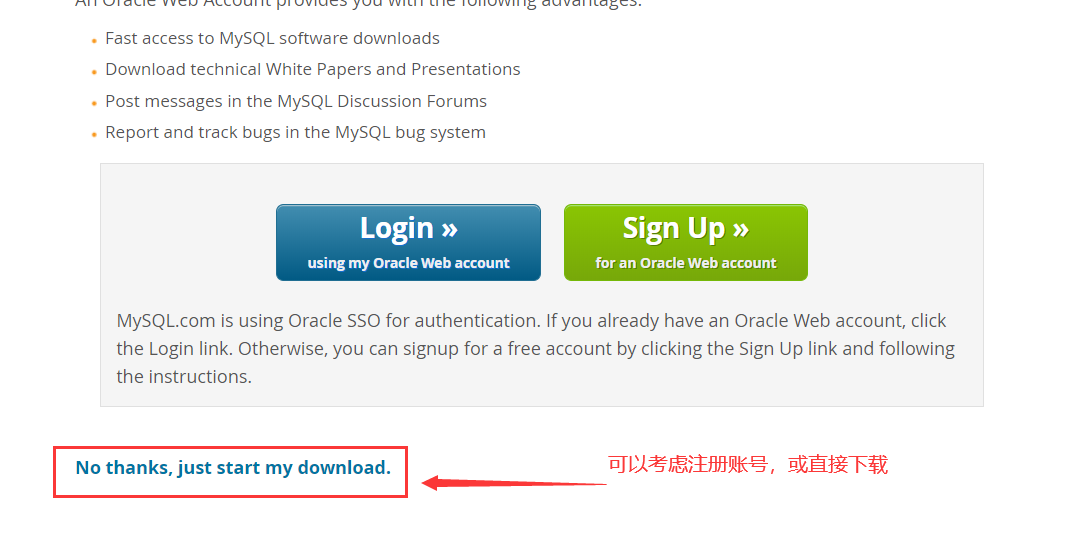 An Oracle Web Account provides you with the following advantages:
Fast access to MySQL software downloads
Download technical White Papers and Presentations
Post messages in the MySQL Discussion Forums
Report and track bugs in the MySQL bug system
Login »
using my Oracle Web account
Sign Up »
for an Oracle Web account
MySQL.com is using Oracle SSO for authentication. If you already have an Oracle Web account, click
the Login link. Otherwise, you can signup for a free account by clicking the Sign Up link and following
the instructions.
No thanks, just start my download.
可以考虑注册账号，或直接下载